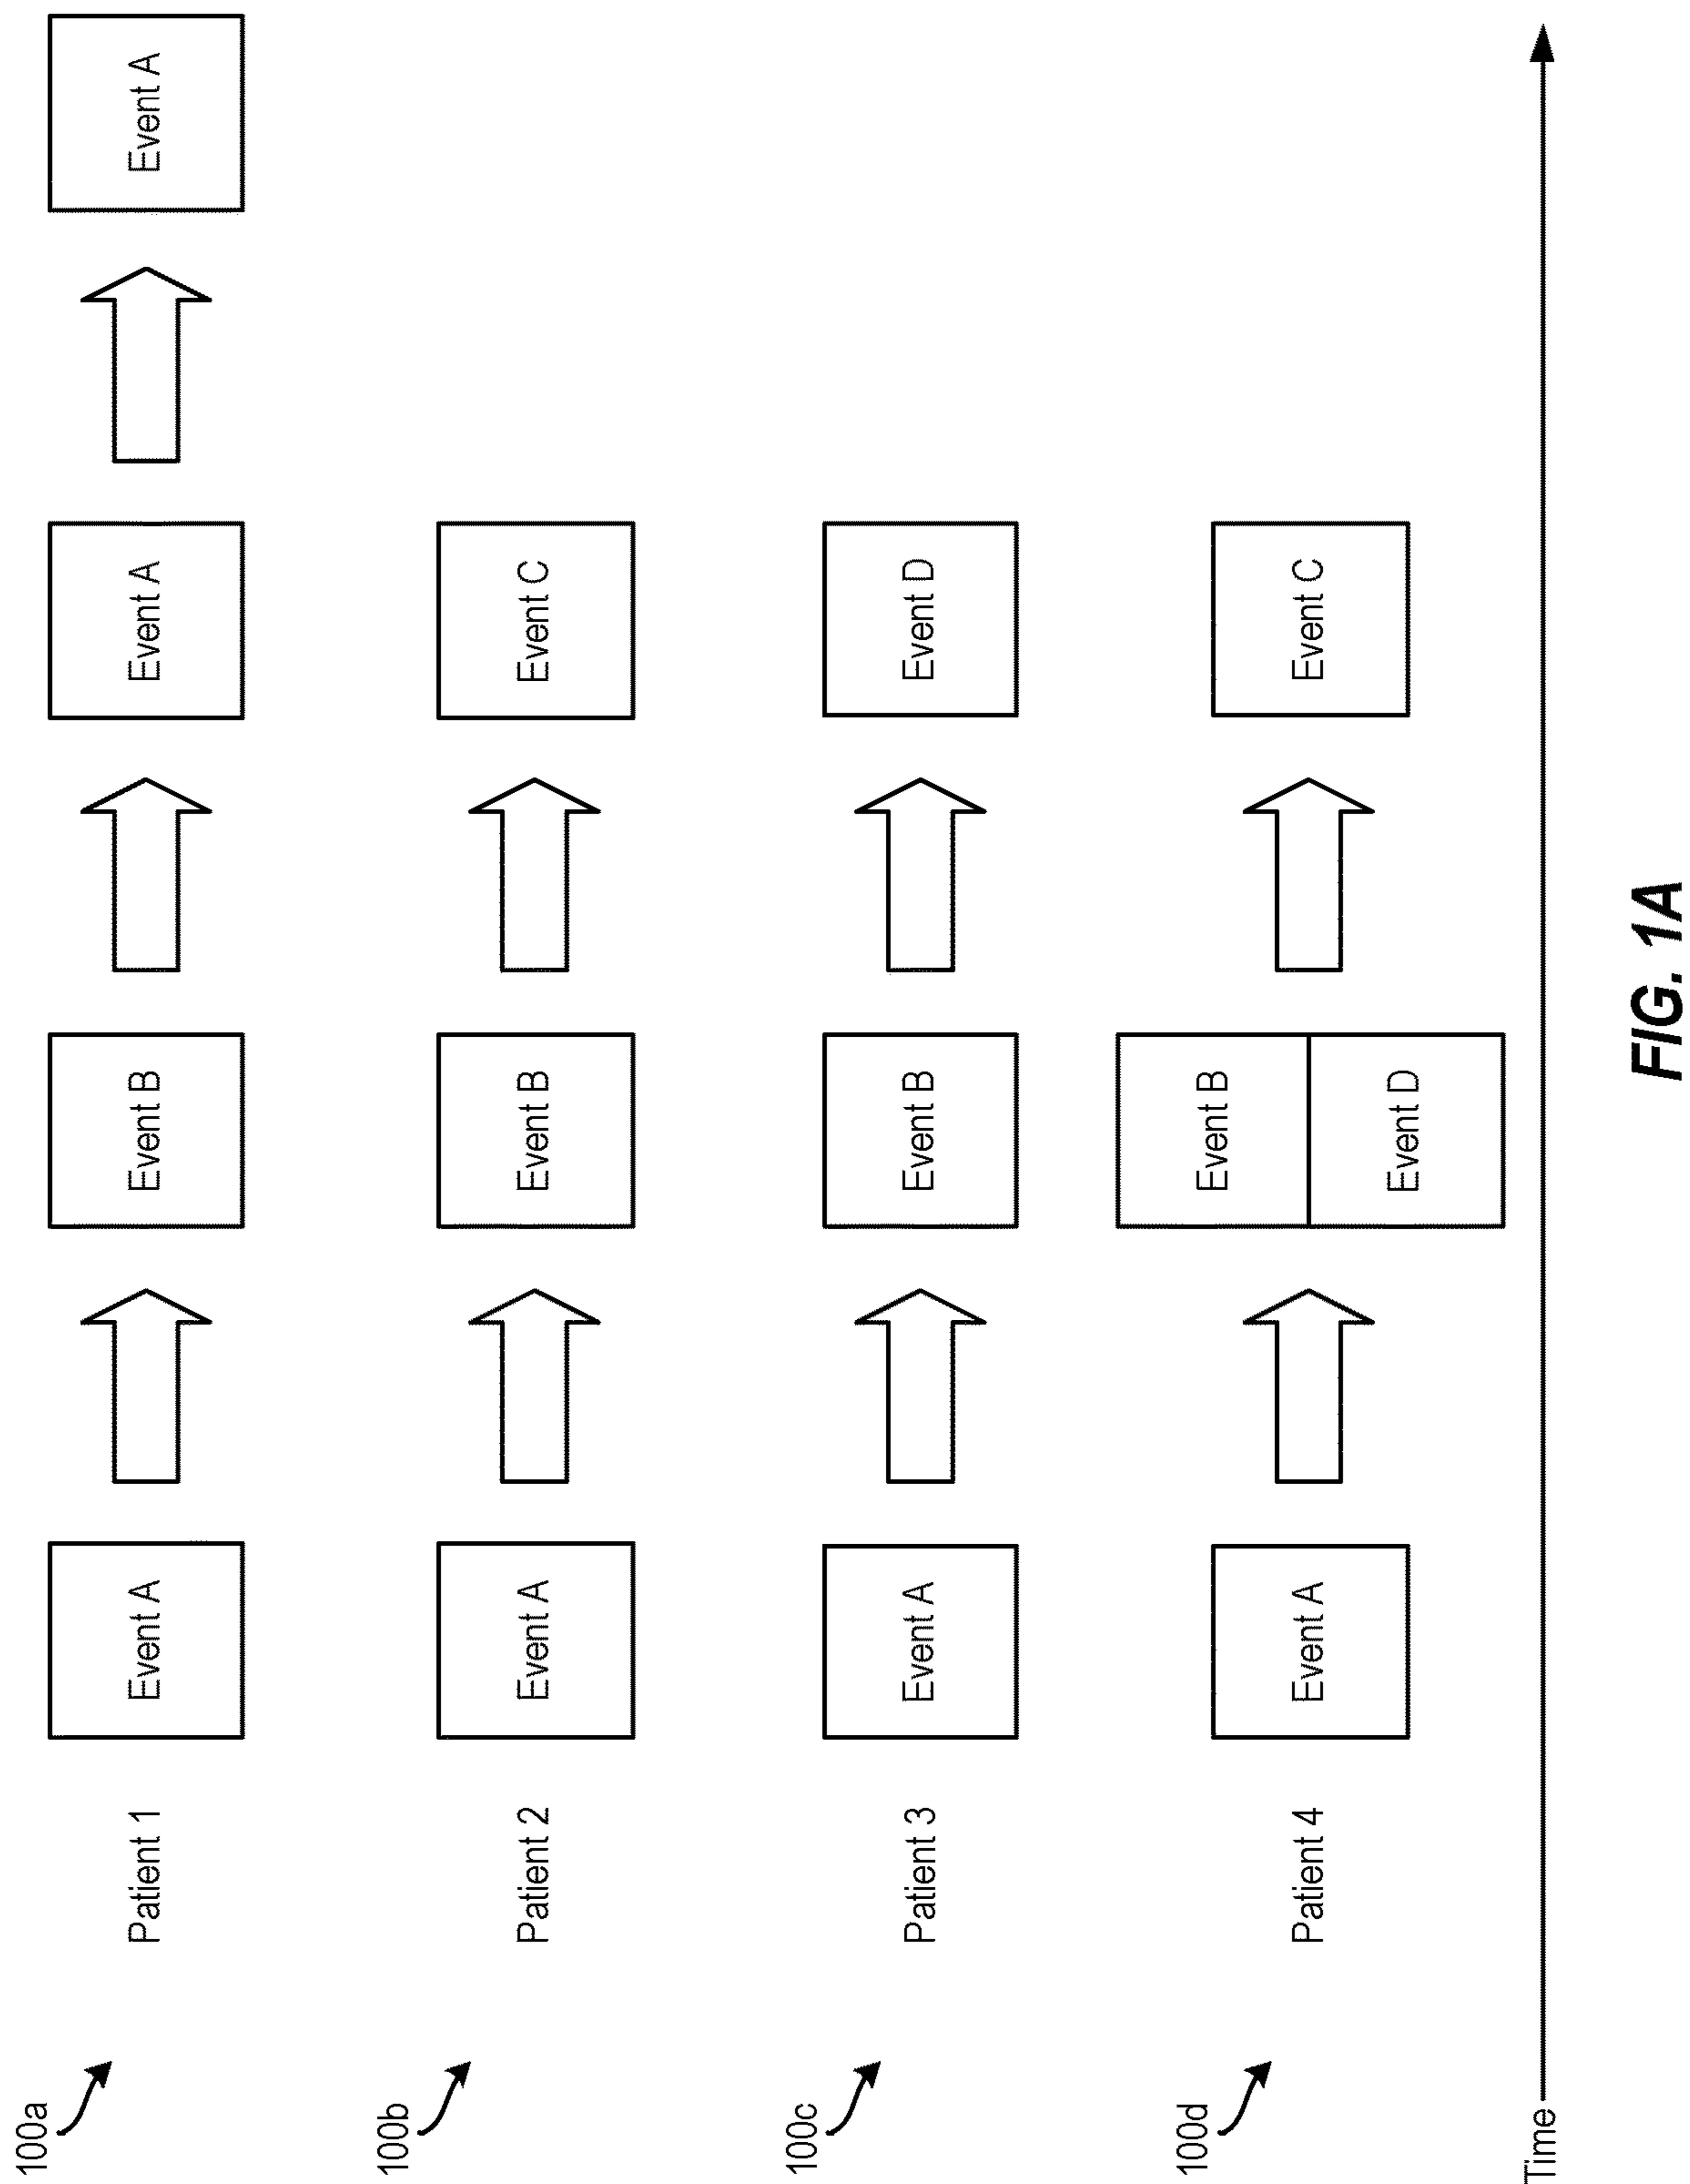 100a
Patient 1
Event A
Event B
Event A
Event A
100b
Patient 2
Event A
Event B
Event C
100c
Patient 3
Event A
Event B
Event D
100d
Patient 4
Event A
Event B
Event D
Event C
Time
FIG. 1A